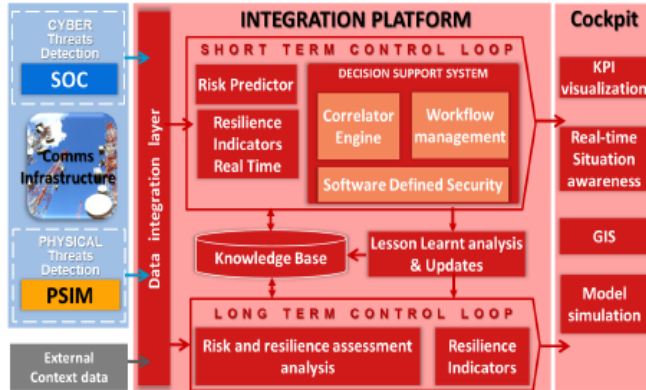 CYBER
Threats
Detection
SOC
Comms
Infrastructure
PHYSICAL
Threats
Detection
PSIM
External
Context data
Data integration layer
INTEGRATION PLATFORM
SHORT TERM CONTROL LOOP
Risk Predictor
Resilience
Indicators
Real Time
DECISION SUPPORT SYSTEM
Correlator
Engine
Workflow
management
Software Defined Security
Knowledge Base
Lesson Learnt analysis
& Updates
LONG TERM CONTROL LOOP
Risk and resilience assessment
analysis
Resilience
Indicators
Cockpit
KPI
visualization
Real-time
Situation
awareness
GIS
Model
simulation